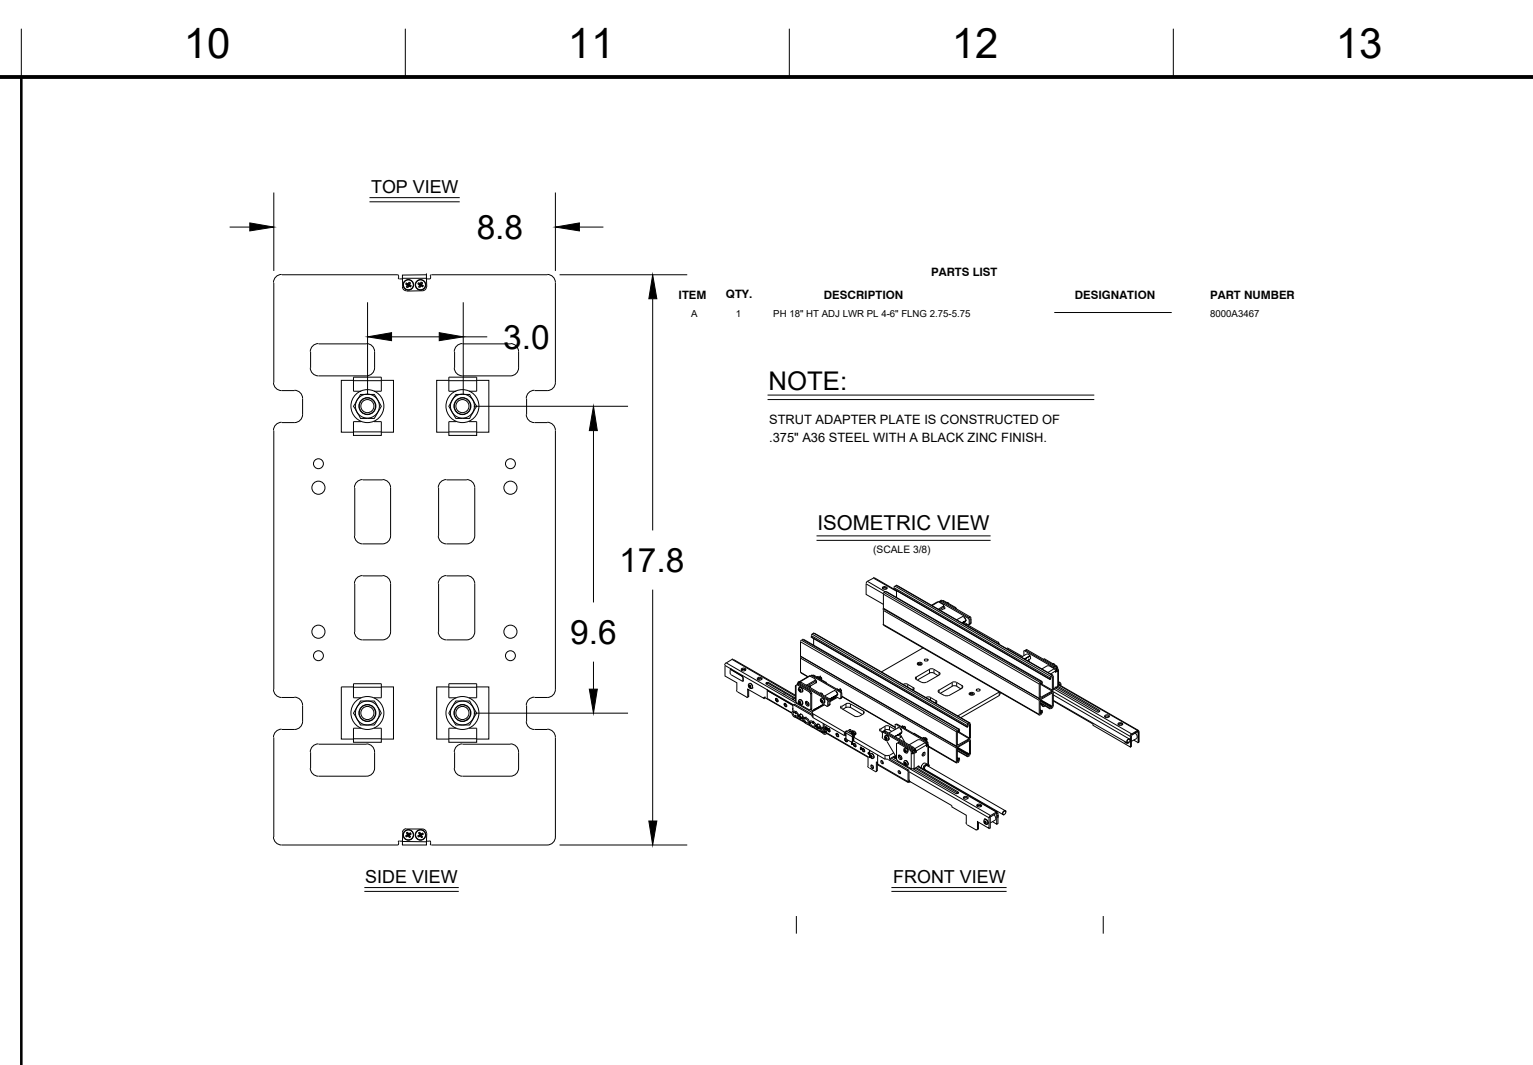 10 11 12 13
TOP VIEW
8.8
3.0
17.8
9.6
SIDE VIEW
PARTS LIST
ITEM QTY. DESCRIPTION DESIGNATION PART NUMBER
A 1 PH 18" HT ADJ LWR PL 4-6" FLNG 2.75-5.75 8000A3467
NOTE:
STRUT ADAPTER PLATE IS CONSTRUCTED OF
.375" A36 STEEL WITH A BLACK ZINC FINISH.
ISOMETRIC VIEW
(SCALE 3/8)
FRONT VIEW